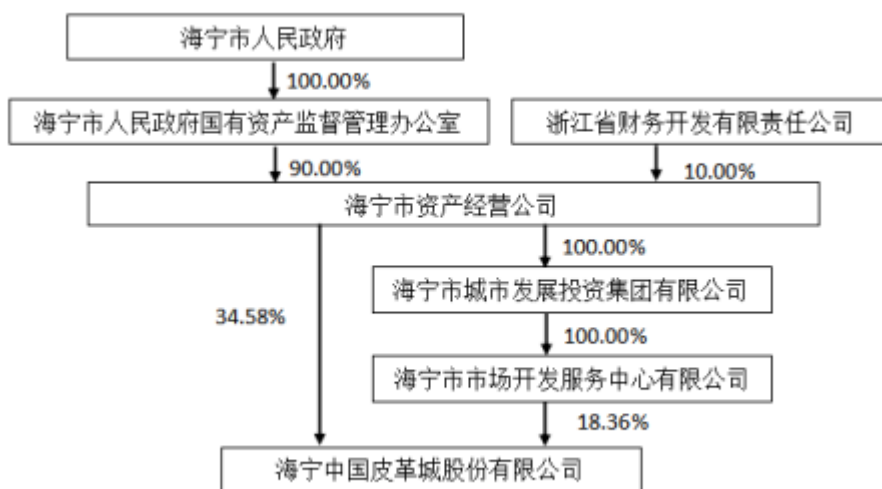 海宁市人民政府
100.00%
海宁市人民政府国有资产监督管理办公室
浙江省财务开发有限责任公司
90.00%
10.00%
海宁市资产经营公司
100.00%
海宁市城市发展投资集团有限公司
34.58%
100.00%
海宁市市场开发服务中心有限公司
18.36%
海宁中国皮革城股份有限公司